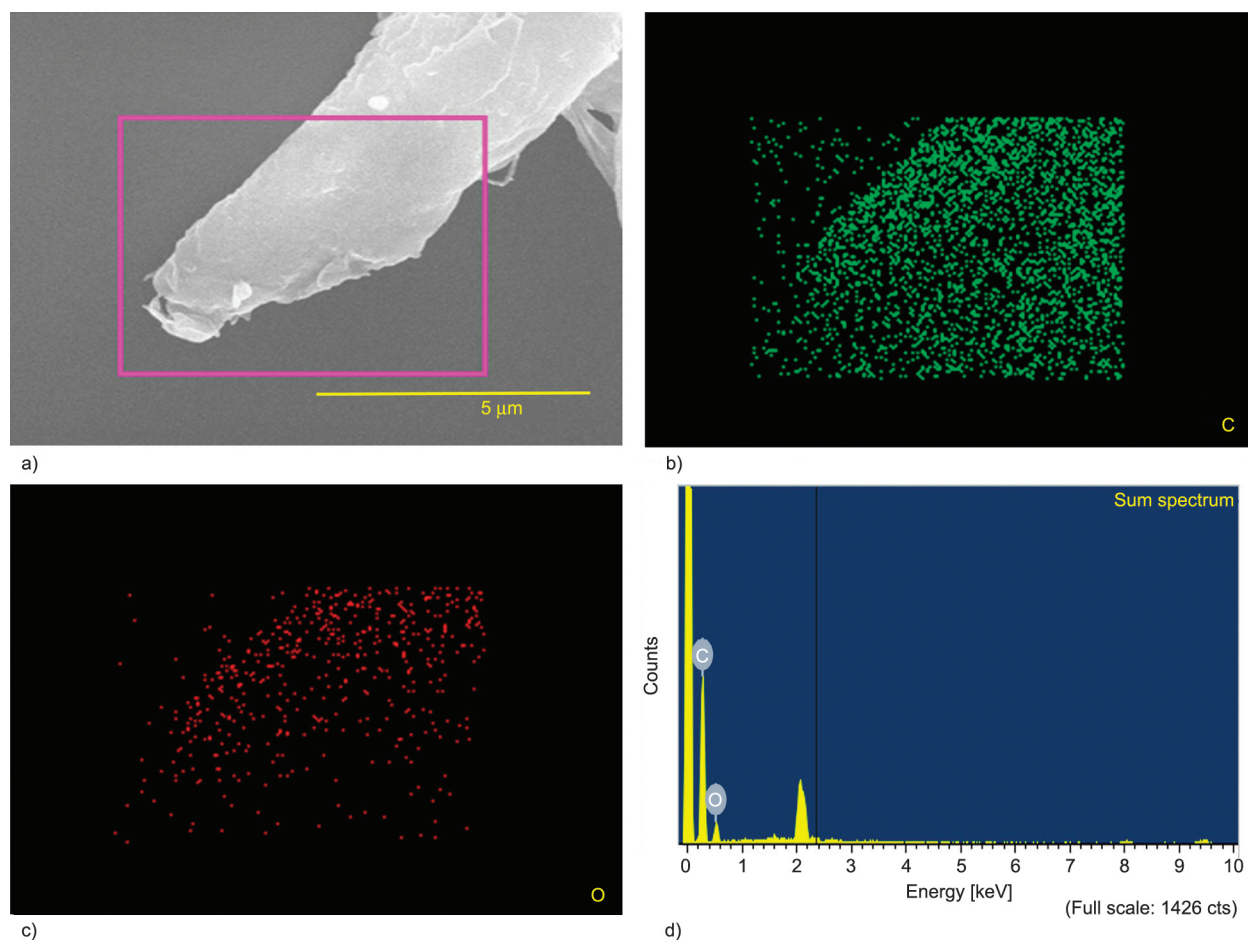 5 μm
a)
C
b)
O
c)
Sum spectrum
C
O
Counts
0 1 2 3 4 5 6 7 8 9 10
Energy [keV]
(Full scale: 1426 cts)
d)